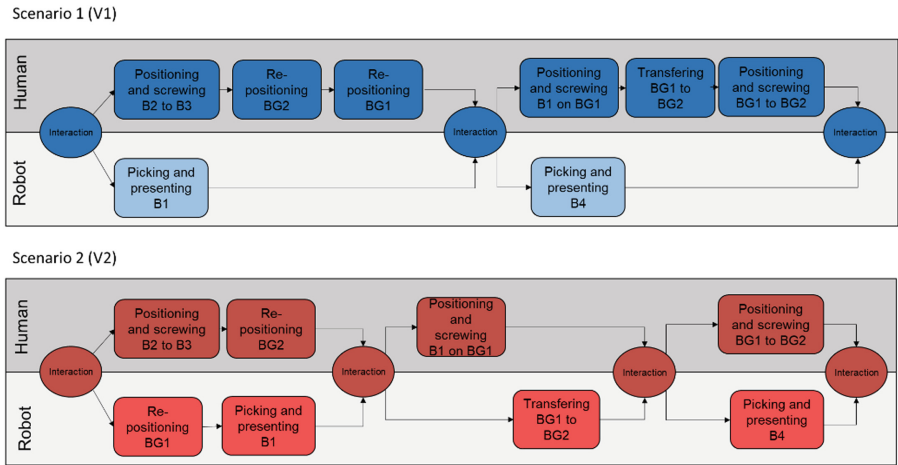 Scenario 1 (V1)
Human
Positioning
and screwing
B2 to B3
Re-
positioning
BG2
Re-
positioning
BG1
Positioning
and screwing
B1 on BG1
Transfering
BG1 to
BG2
Positioning
and screwing
BG1 to BG2
Interaction
Interaction
Interaction
Robot
Picking and
presenting
B1
Picking and
presenting
B4
Scenario 2 (V2)
Human
Positioning
and screwing
B2 to B3
Re-
positioning
BG2
Positioning
and
screwing
B1 on BG1
Positioning
and screwing
BG1 to BG2
Interaction
Interaction
Interaction
Interaction
Robot
Re-
positioning
BG1
Picking and
presenting
B1
Transfering
BG1 to
BG2
Picking and
presenting
B4